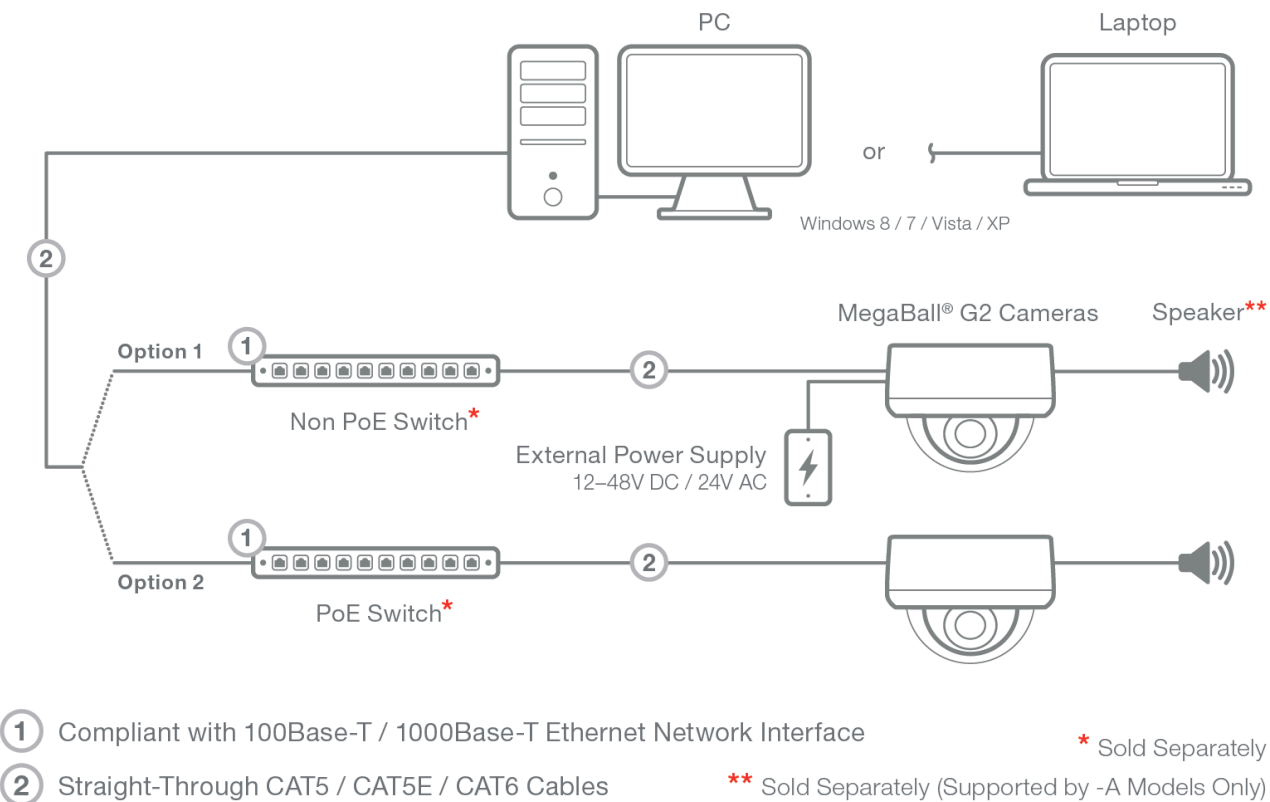 PC
Laptop
or
Windows 8 / 7 / Vista / XP
2
MegaBall® G2 Cameras
Speaker**
Option 1
1
2
Non PoE Switch*
External Power Supply
12–48V DC / 24V AC
1
2
Option 2
PoE Switch*
1 Compliant with 100Base-T / 1000Base-T Ethernet Network Interface
* Sold Separately
2 Straight-Through CAT5 / CAT5E / CAT6 Cables
** Sold Separately (Supported by -A Models Only)